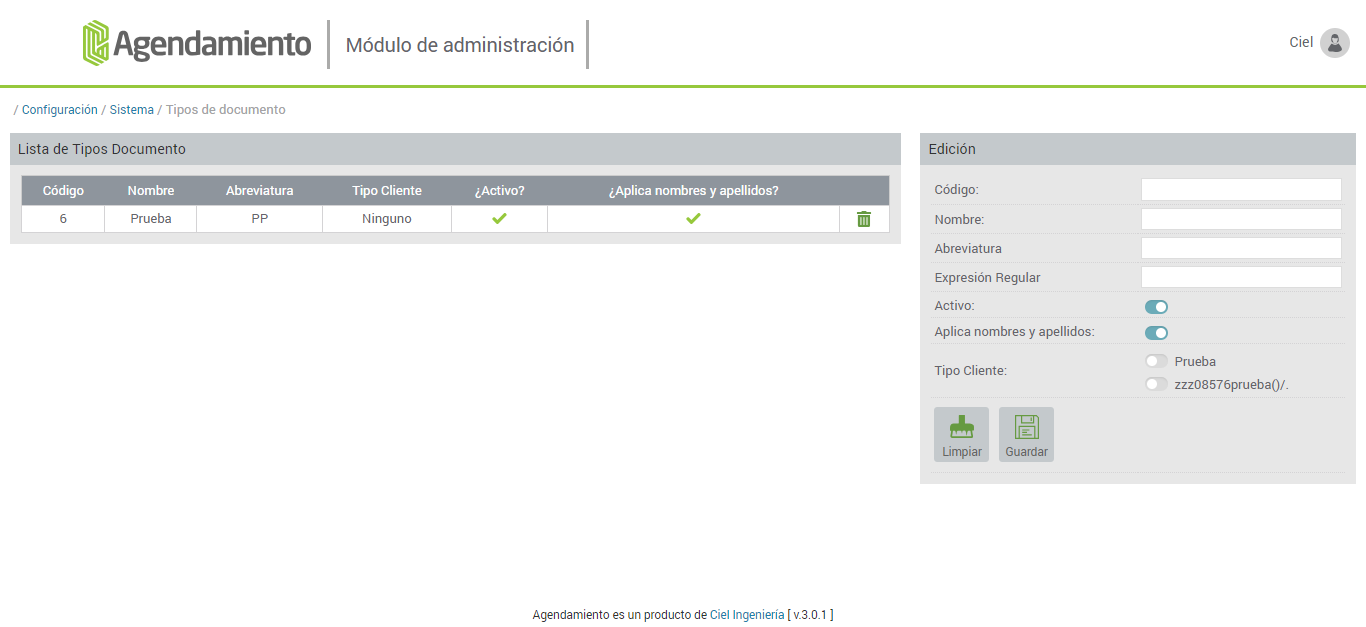 Agendamiento
Módulo de administración
Ciel
/ Configuración / Sistema / Tipos de documento
Lista de Tipos Documento
Código Nombre Abreviatura Tipo Cliente ¿Activo? ¿Aplica nombres y apellidos?
6 Prueba PP Ninguno
Edición
Código:
Nombre:
Abreviatura
Expresión Regular
Activo:
Aplica nombres y apellidos:
Tipo Cliente:
Prueba
zzz08576prueba()/.
Limpiar Guardar
Agendamiento es un producto de Ciel Ingeniería [ v.3.0.1 ]